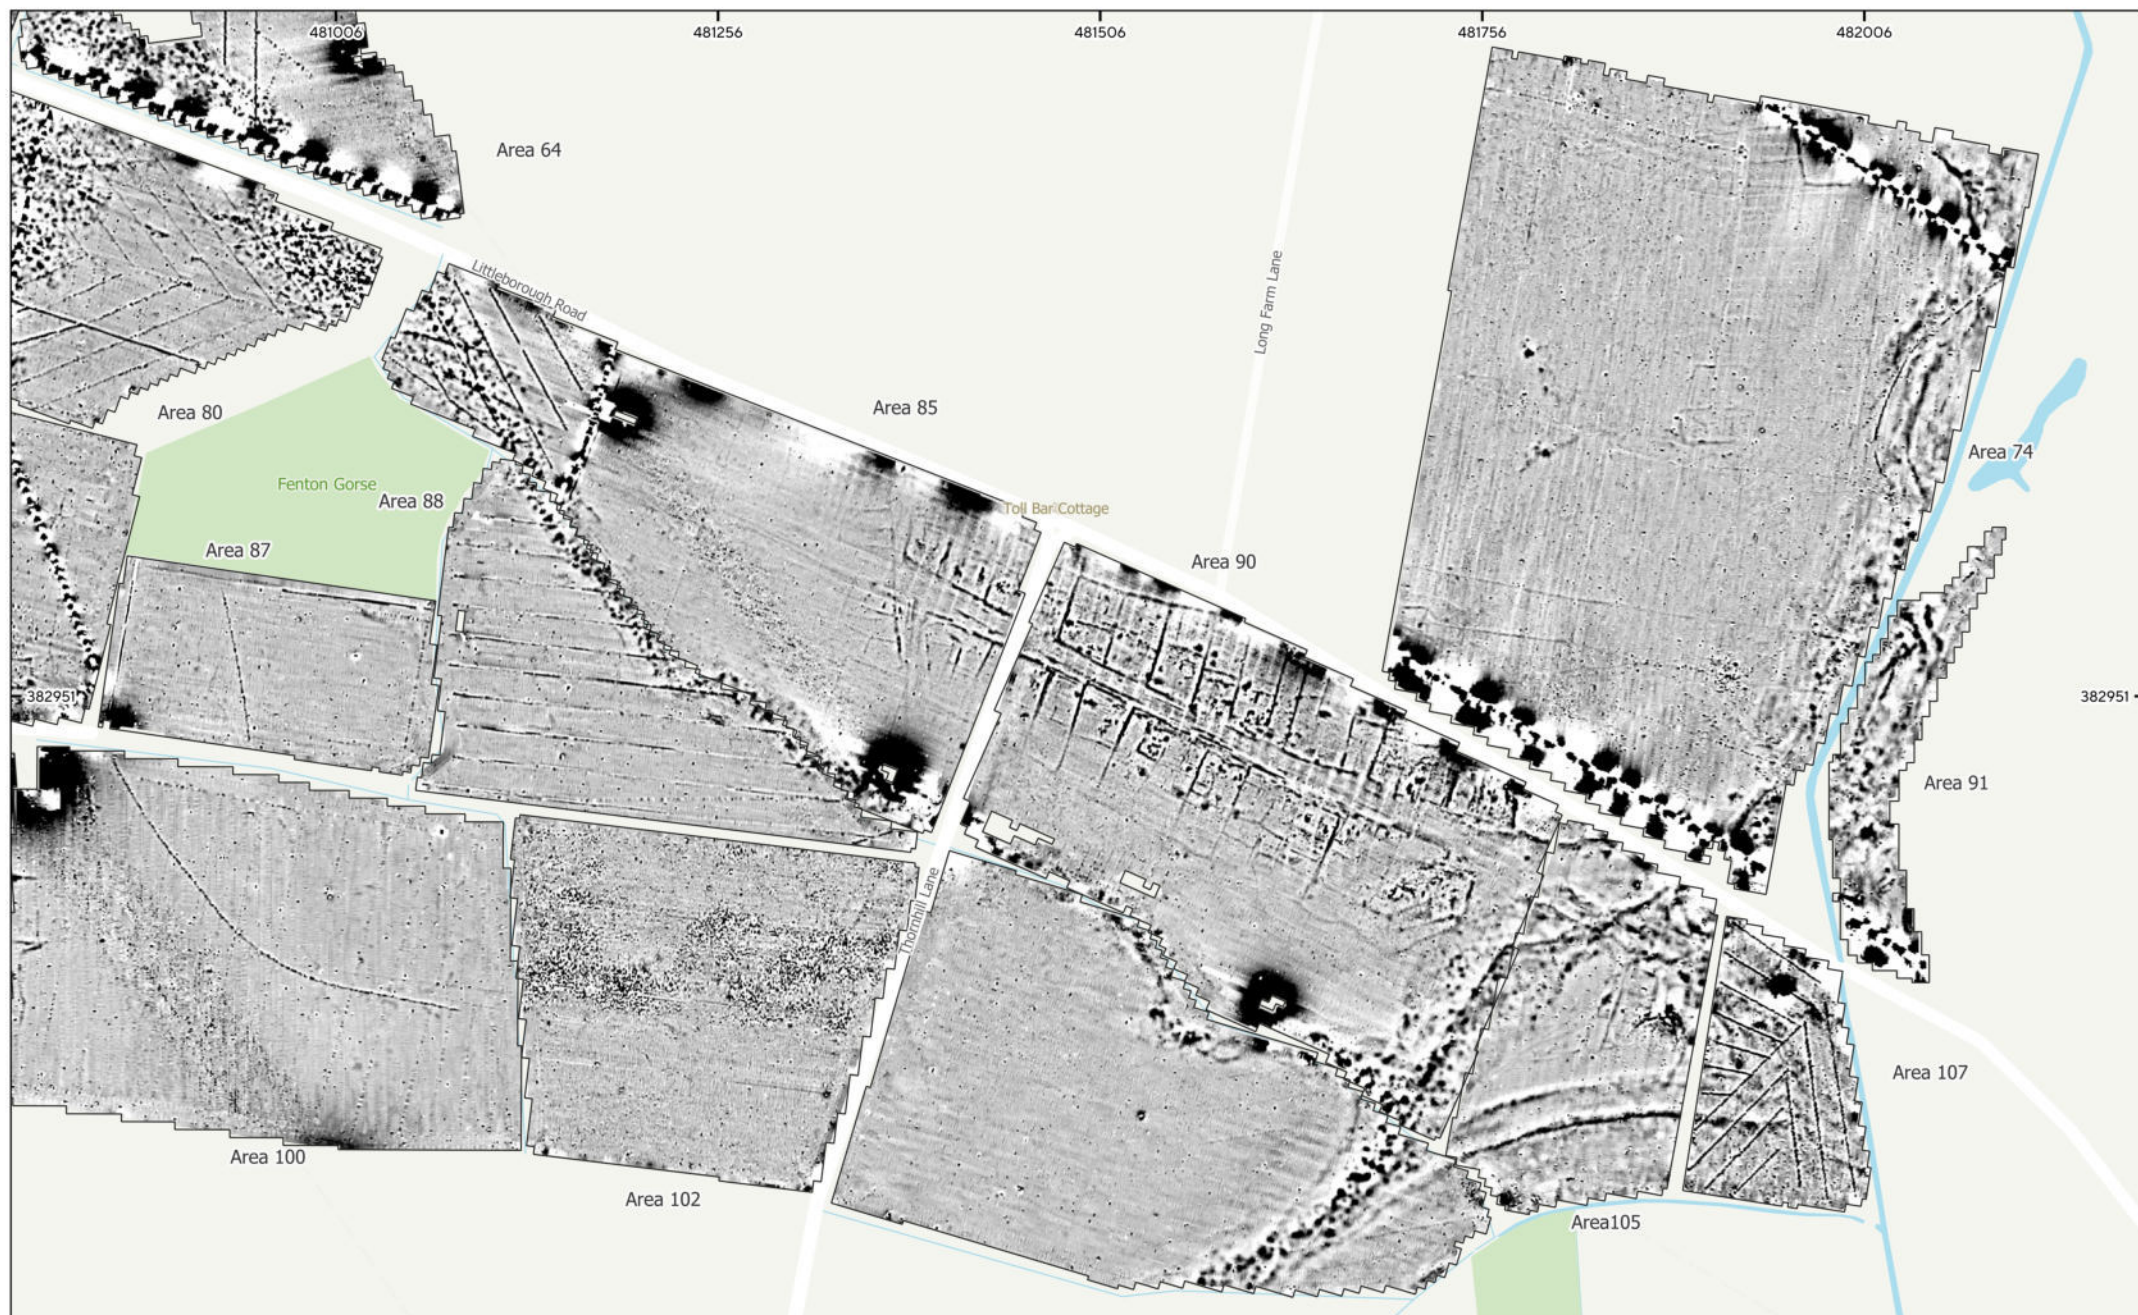 481006
481256
481506
481756
482006
Area 64
Littleborough Road
Long Farm Lane
Area 80
Area 85
Area 74
Fenton Gorse
Area 88
Toll Bar Cottage
Area 87
Area 90
382951
382951
Area 91
Thornhill Lane
Area 107
Area 100
Area 102
Area105